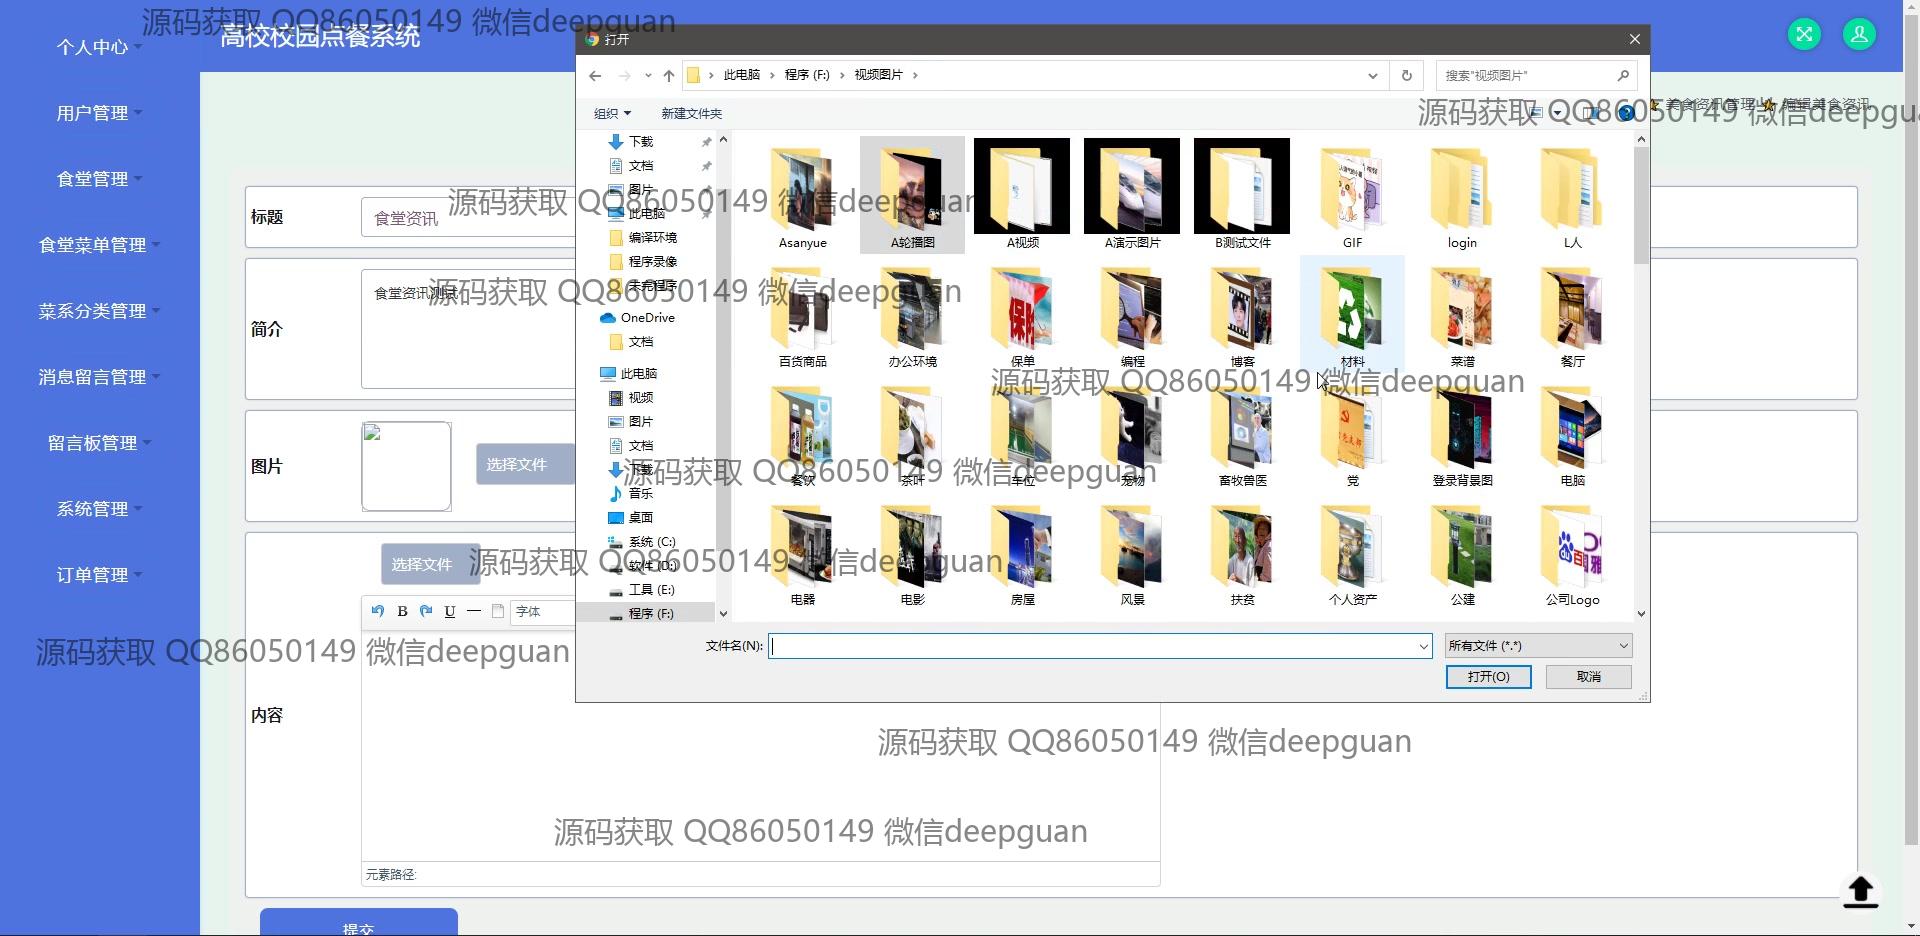 源码获取 QQ86050149 微信deepguan
高校校园点餐系统
个人中心
用户管理
食堂管理
食堂菜单管理
菜系分类管理
消息留言管理
留言板管理
系统管理
订单管理
美食资讯管理
编辑美食资讯
源码获取 QQ86050149 微信deepgu
标题
食堂资讯
简介
食堂资讯测试
图片
选择文件
选择文件
B
U
字体
内容
元素路径:
提交
打开
此电脑 › 程序 (F:) › 视频图片 ›
搜索"视频图片"
组织
新建文件夹
下载
文档
图片
此电脑
编译环境
程序录像
未完程序
OneDrive
文档
此电脑
视频
图片
文档
下载
音乐
桌面
系统 (C:)
软件 (D:)
工具 (E:)
程序 (F:)
Asanyue A轮播图 A视频 A演示图片 B测试文件 GIF login L人
百货商品 办公环境 保单 编程 博客 材料 菜谱 餐厅
餐饮 茶叶 车位 宠物 畜牧兽医 党 登录背景图 电脑
电器 电影 房屋 风景 扶贫 个人资产 公建 公司Logo
文件名(N):
所有文件 (*.*)
打开(O)
取消
源码获取 QQ86050149 微信deepguan
源码获取 QQ86050149 微信deepguan
源码获取 QQ86050149 微信deepguan
源码获取 QQ86050149 微信deepguan
源码获取 QQ86050149 微信deepguan
源码获取 QQ86050149 微信deepguan
源码获取 QQ86050149 微信deepguan
源码获取 QQ86050149 微信deepguan